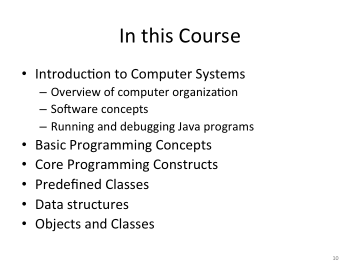 In this Course
• Introduction to Computer Systems
– Overview of computer organization
– Software concepts
– Running and debugging Java programs
• Basic Programming Concepts
• Core Programming Constructs
• Predefined Classes
• Data structures
• Objects and Classes